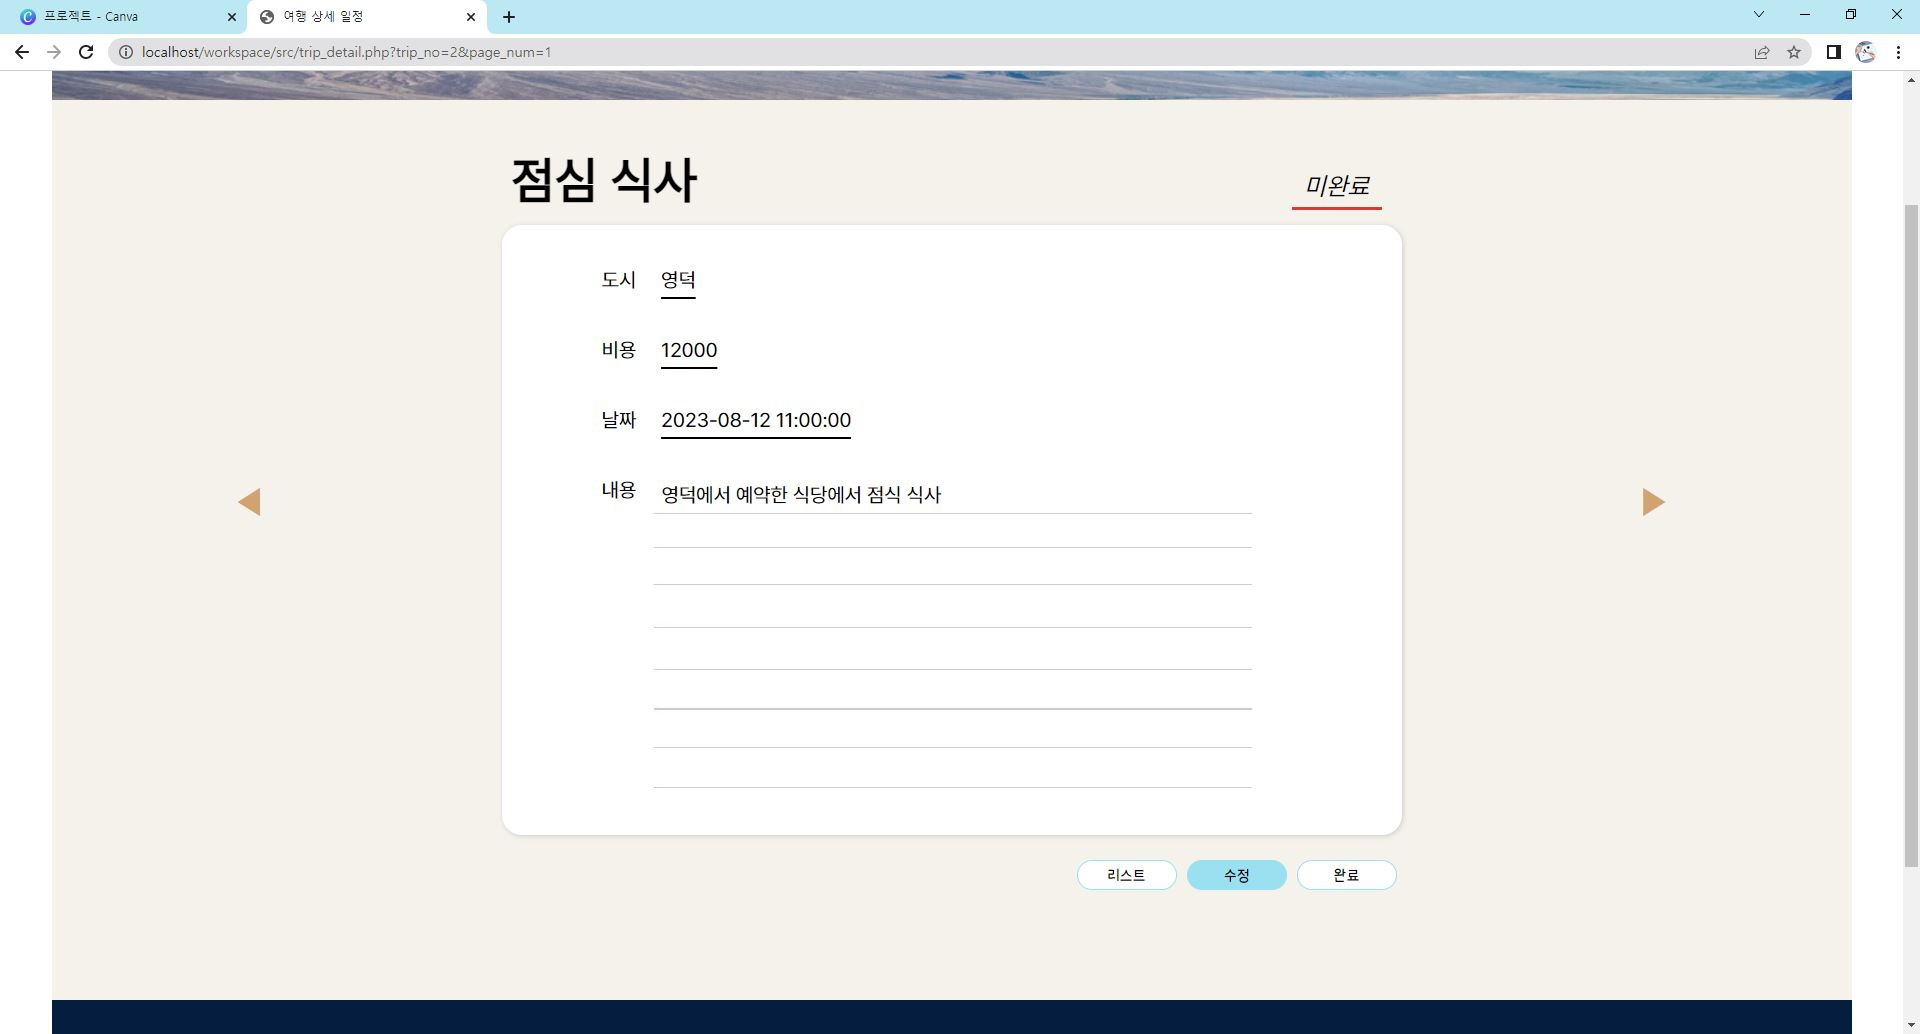 프로젝트 - Canva
여행 상세 일정
localhost/workspace/src/trip_detail.php?trip_no=2&page_num=1
점심 식사
미완료
도시 영덕
비용 12000
날짜 2023-08-12 11:00:00
내용 영덕에서 예약한 식당에서 점식 식사
리스트 수정 완료